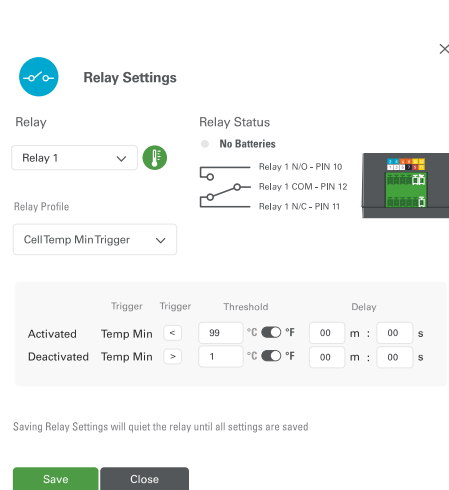 Relay Settings
Relay
Relay Status
No Batteries
Relay 1
Relay 1 N/O - PIN 10
Relay 1 COM - PIN 12
Relay 1 N/C - PIN 11
Relay Profile
CellTemp Min Trigger
Trigger Trigger Threshold Delay
Activated Temp Min < 99 °C °F 00 m : 00 s
Deactivated Temp Min > 1 °C °F 00 m : 00 s
Saving Relay Settings will quiet the relay until all settings are saved
Save Close